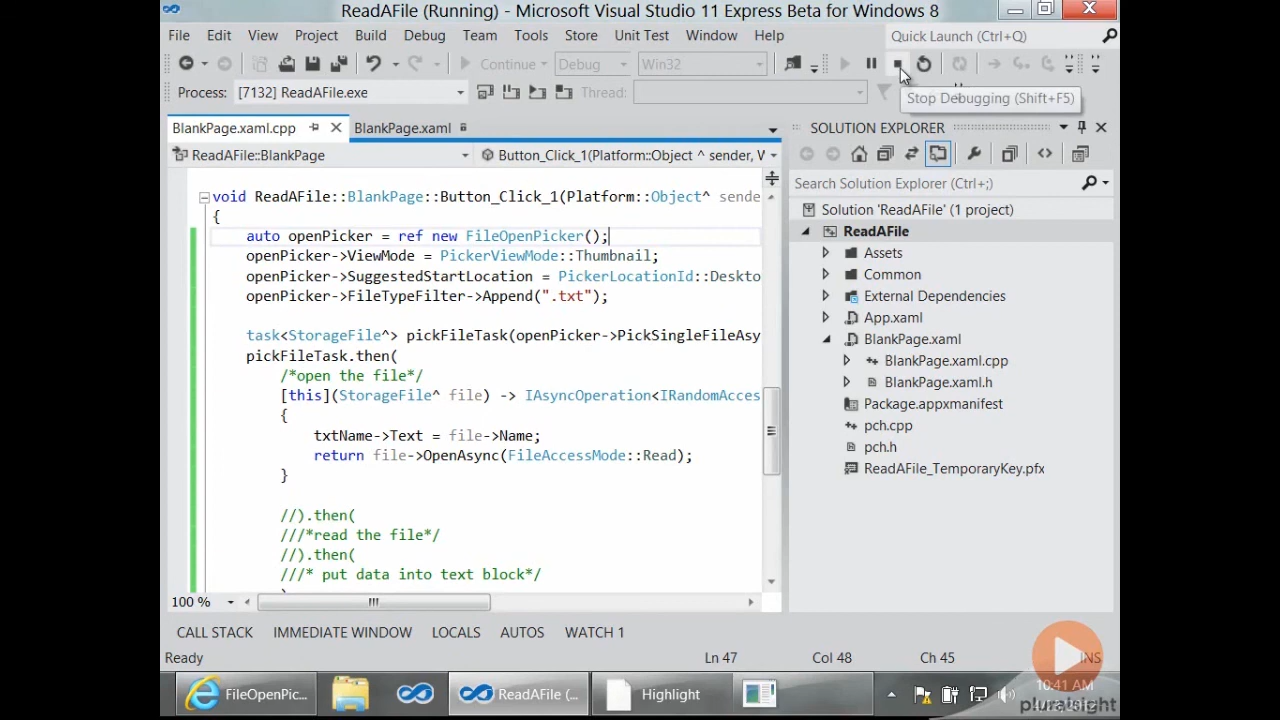 ReadAFile (Running) - Microsoft Visual Studio 11 Express Beta for Windows 8
File Edit View Project Build Debug Team Tools Store Unit Test Window Help
Quick Launch (Ctrl+Q)
Continue Debug Win32
Process: [7132] ReadAFile.exe Thread:
Stop Debugging (Shift+F5)
BlankPage.xaml.cpp BlankPage.xaml
ReadAFile::BlankPage Button_Click_1(Platform::Object ^ sender, W
void ReadAFile::BlankPage::Button_Click_1(Platform::Object^ sende
{
auto openPicker = ref new FileOpenPicker();
openPicker->ViewMode = PickerViewMode::Thumbnail;
openPicker->SuggestedStartLocation = PickerLocationId::Deskto
openPicker->FileTypeFilter->Append(".txt");
task<StorageFile^> pickFileTask(openPicker->PickSingleFileAsy
pickFileTask.then(
/*open the file*/
[this](StorageFile^ file) -> IAsyncOperation<IRandomAcces
{
txtName->Text = file->Name;
return file->OpenAsync(FileAccessMode::Read);
}
//).then(
///*read the file*/
//).then(
///* put data into text block*/
100 %
SOLUTION EXPLORER
Search Solution Explorer (Ctrl+;)
Solution 'ReadAFile' (1 project)
ReadAFile
Assets
Common
External Dependencies
App.xaml
BlankPage.xaml
BlankPage.xaml.cpp
BlankPage.xaml.h
Package.appxmanifest
pch.cpp
pch.h
ReadAFile_TemporaryKey.pfx
CALL STACK IMMEDIATE WINDOW LOCALS AUTOS WATCH 1
Ready Ln 47 Col 48 Ch 45 INS
FileOpenPic... ReadAFile (... Highlight
10:41 AM
pluralsight